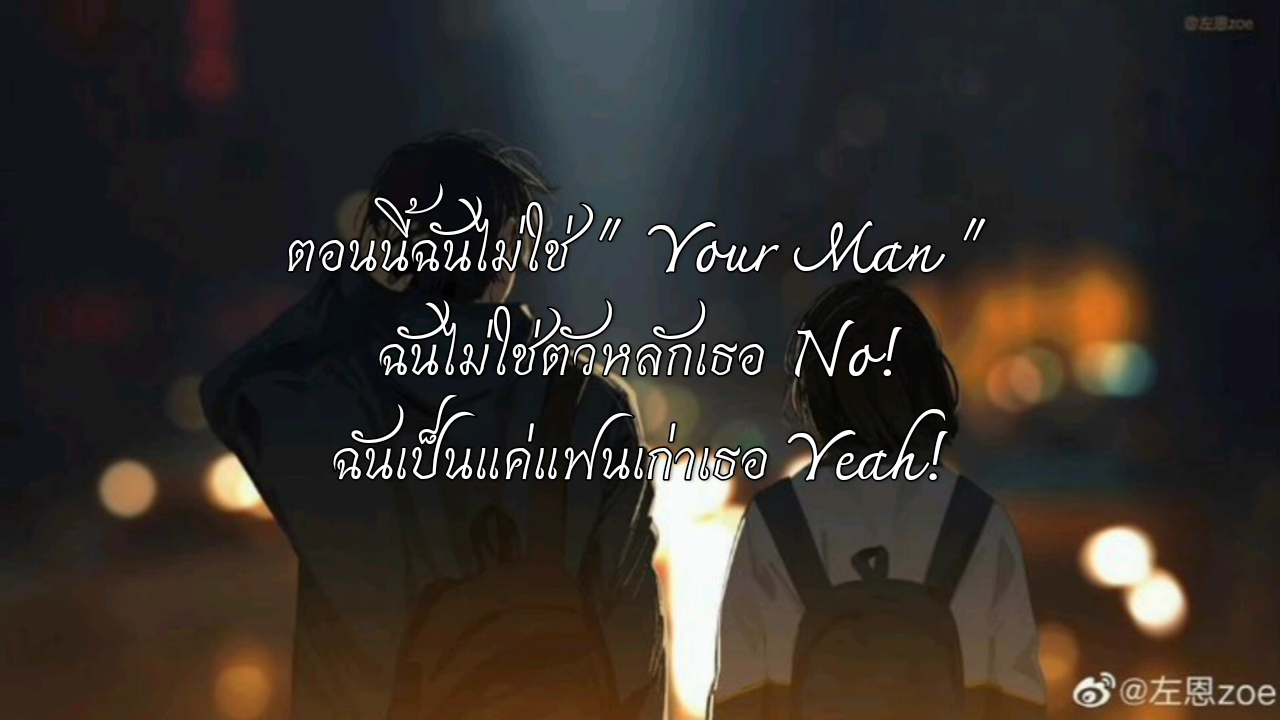 @左恩zoe
ตอนนี้ฉันไม่ใช่ " Your Man "
ฉันไม่ใช่ตัวหลักเธอ No!
ฉันเป็นแค่แฟนเก่าเธอ Yeah!
@左恩zoe